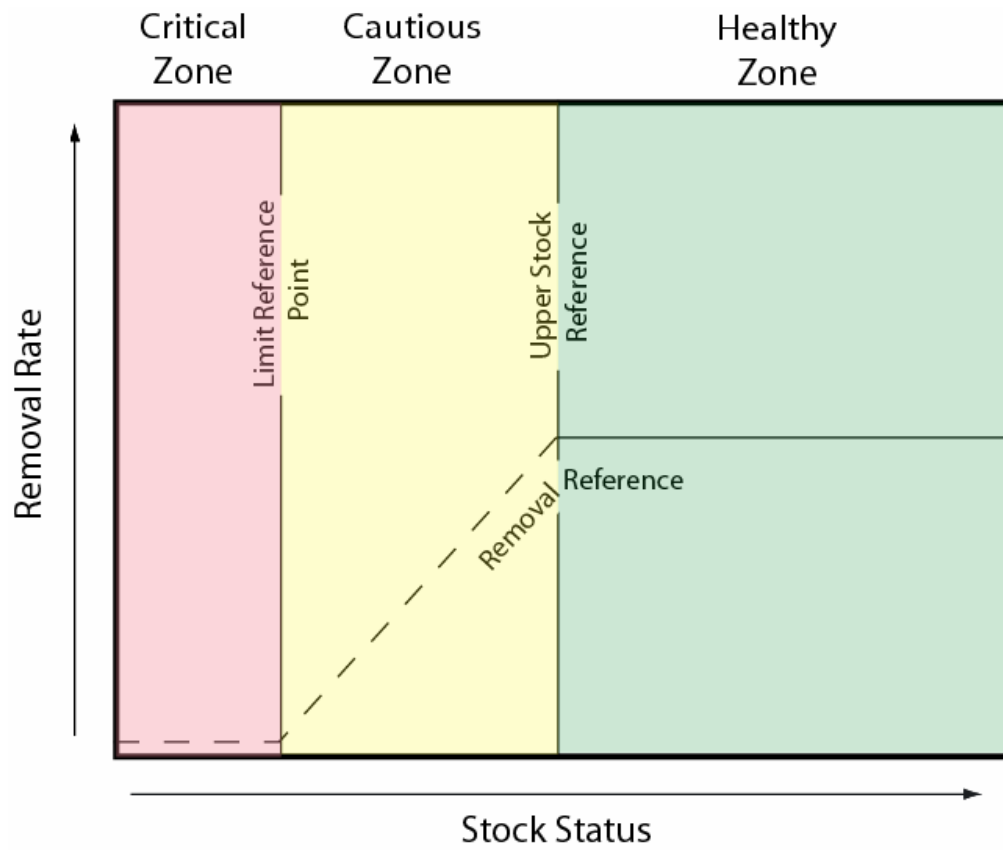 Critical
Zone
Cautious
Zone
Healthy
Zone
Removal Rate
Limit Reference
Point
Upper Stock
Reference
Removal Reference
Stock Status